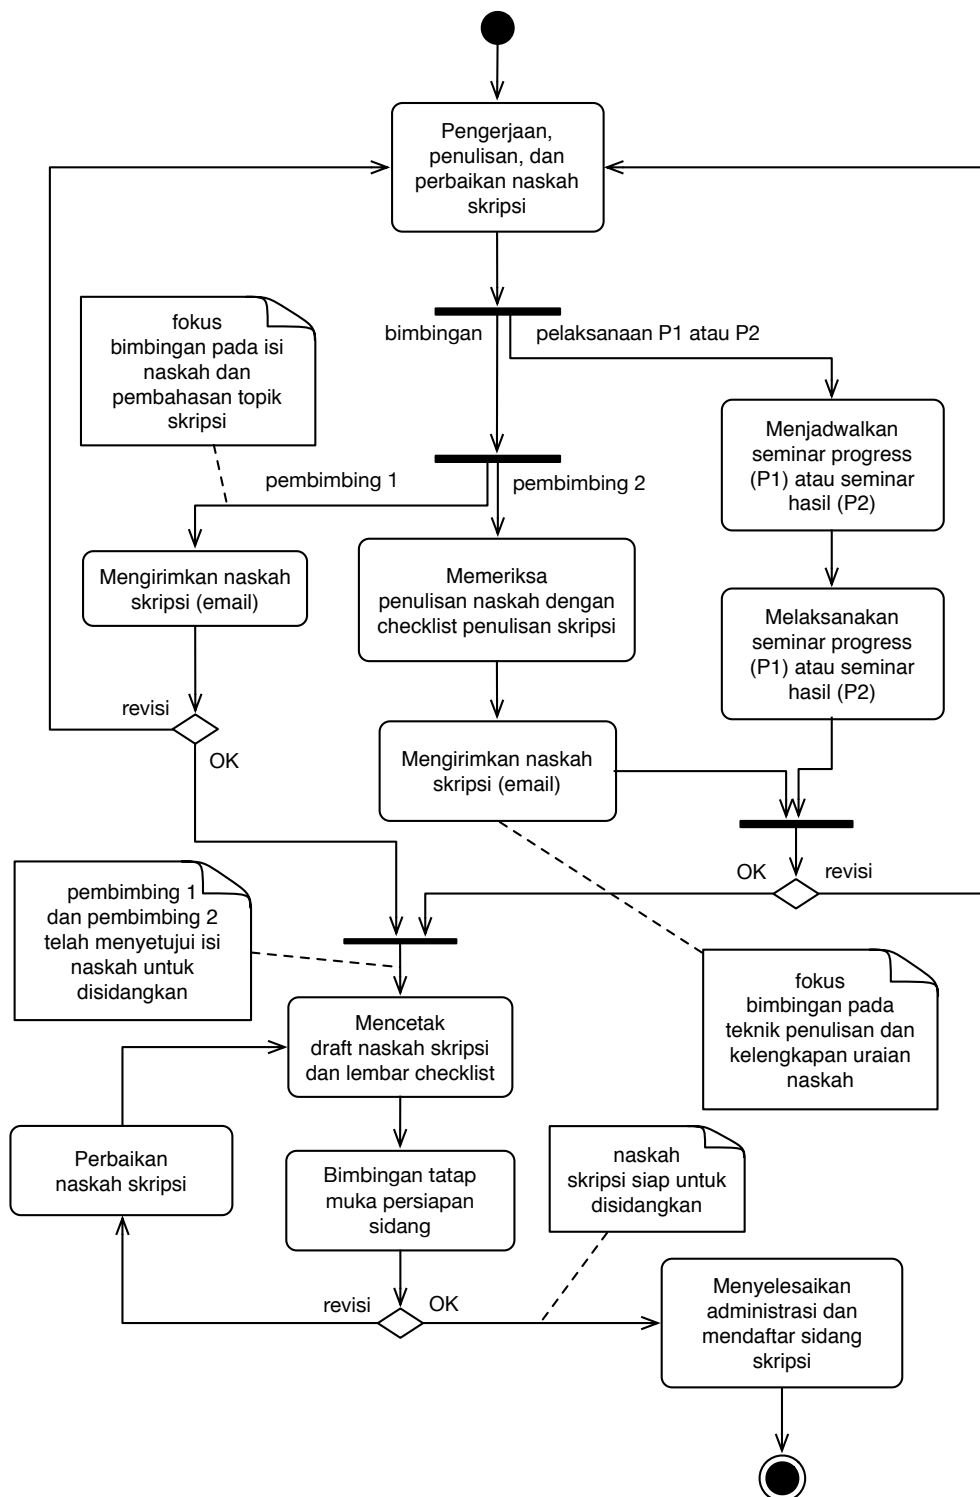 Pengerjaan,
penulisan, dan
perbaikan naskah
skripsi
fokus
bimbingan pada isi
naskah dan
pembahasan topik
skripsi
bimbingan
pelaksanaan P1 atau P2
Menjadwalkan
seminar progress
(P1) atau seminar
hasil (P2)
pembimbing 1
pembimbing 2
Mengirimkan naskah
skripsi (email)
Memeriksa
penulisan naskah dengan
checklist penulisan skripsi
Melaksanakan
seminar progress
(P1) atau seminar
hasil (P2)
revisi
OK
Mengirimkan naskah
skripsi (email)
OK
revisi
pembimbing 1
dan pembimbing 2
telah menyetujui isi
naskah untuk
disidangkan
fokus
bimbingan pada
teknik penulisan dan
kelengkapan uraian
naskah
Mencetak
draft naskah skripsi
dan lembar checklist
Perbaikan
naskah skripsi
Bimbingan tatap
muka persiapan
sidang
naskah
skripsi siap untuk
disidangkan
revisi
OK
Menyelesaikan
administrasi dan
mendaftar sidang
skripsi